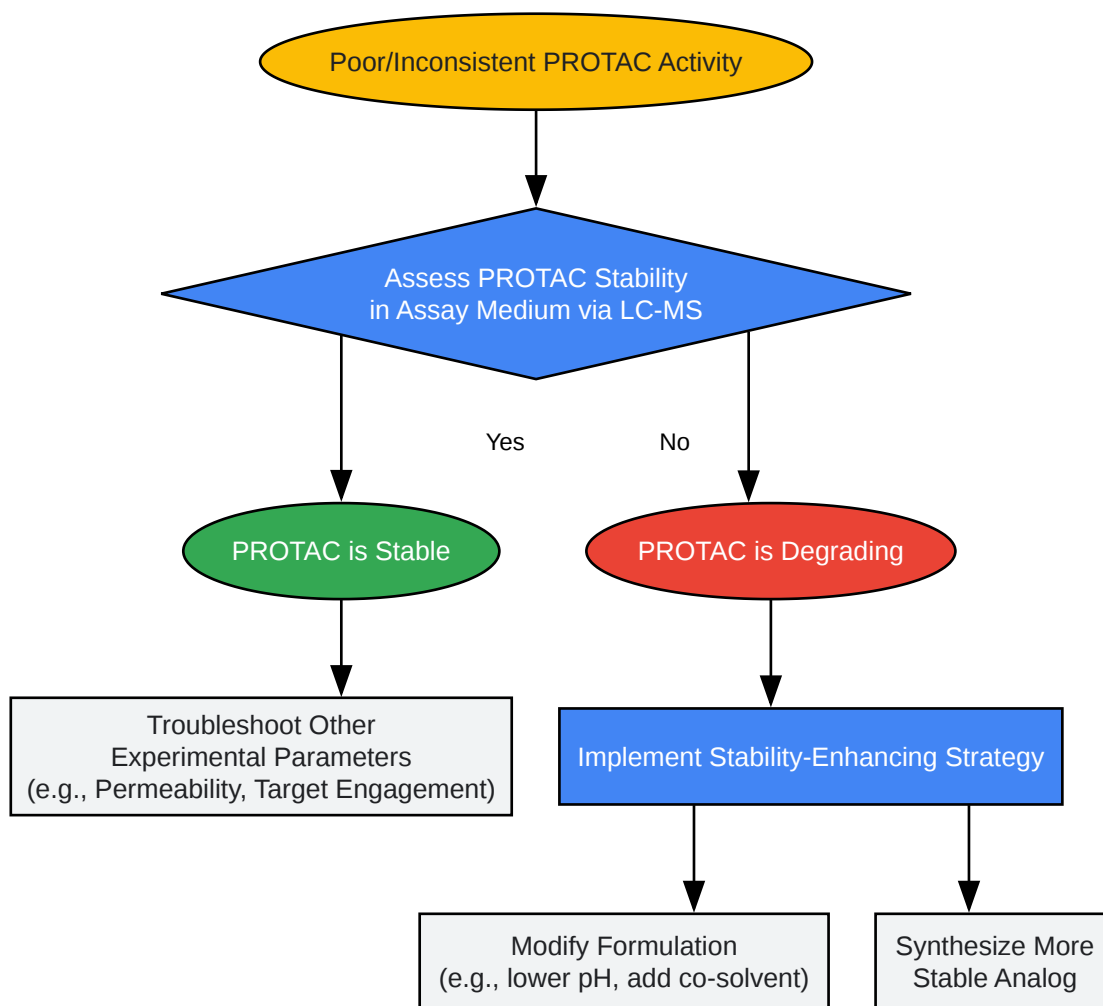 Poor/Inconsistent PROTAC Activity
Assess PROTAC Stability
in Assay Medium via LC-MS
Yes
No
PROTAC is Stable
PROTAC is Degrading
Troubleshoot Other
Experimental Parameters
(e.g., Permeability, Target Engagement)
Implement Stability-Enhancing Strategy
Modify Formulation
(e.g., lower pH, add co-solvent)
Synthesize More
Stable Analog